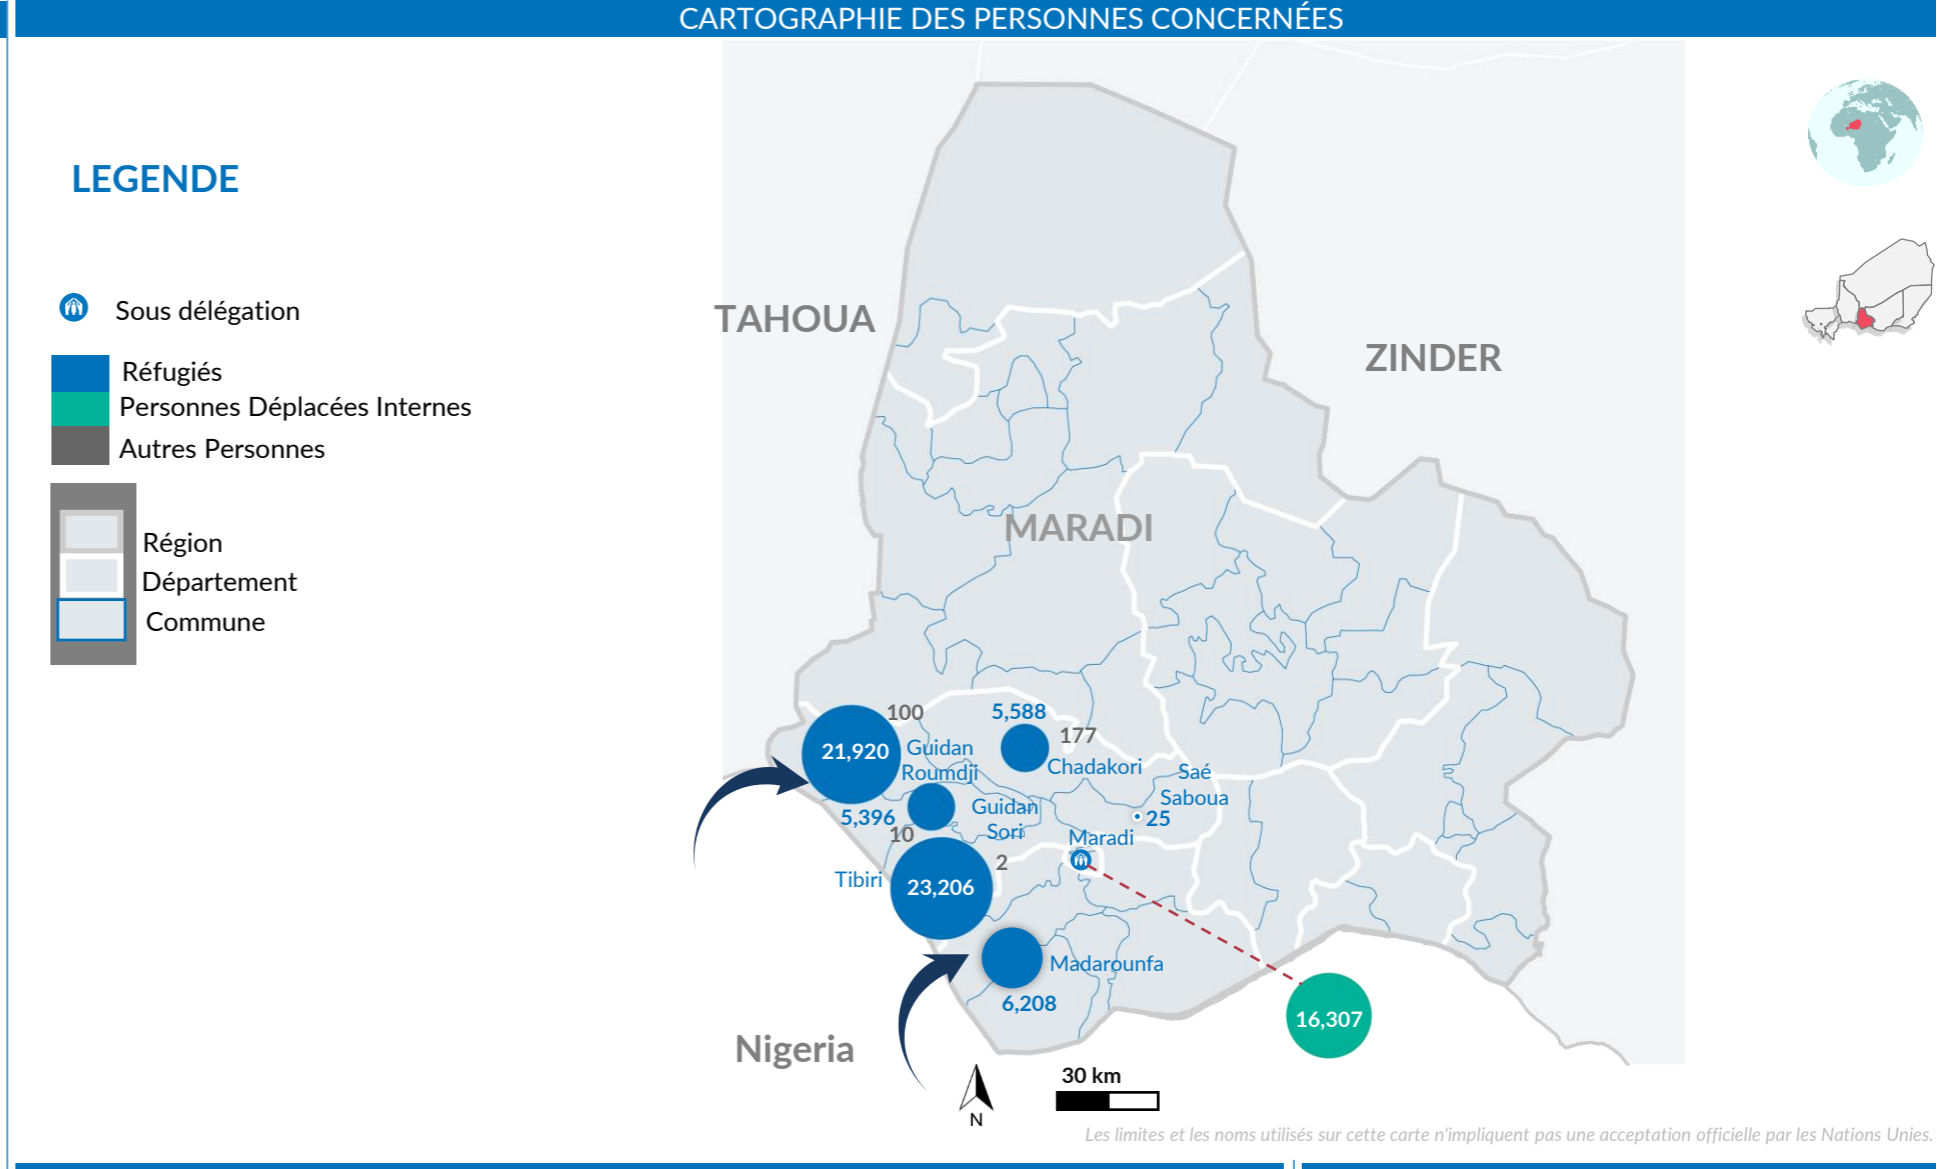 CARTOGRAPHIE DES PERSONNES CONCERNÉES
LEGENDE
Sous délégation
Réfugiés
Personnes Déplacées Internes
Autres Personnes
Région
Département
Commune
TAHOUA
ZINDER
MARADI
100
21,920
Guidan
Roumdji
5,588
177
Chadakori
Saé
Saboua
25
5,396
10
Guidan
Sori
Maradi
Tibiri
23,206
2
Madarounfa
6,208
16,307
Nigeria
30 km
N
Les limites et les noms utilisés sur cette carte n'impliquent pas une acceptation officielle par les Nations Unies.